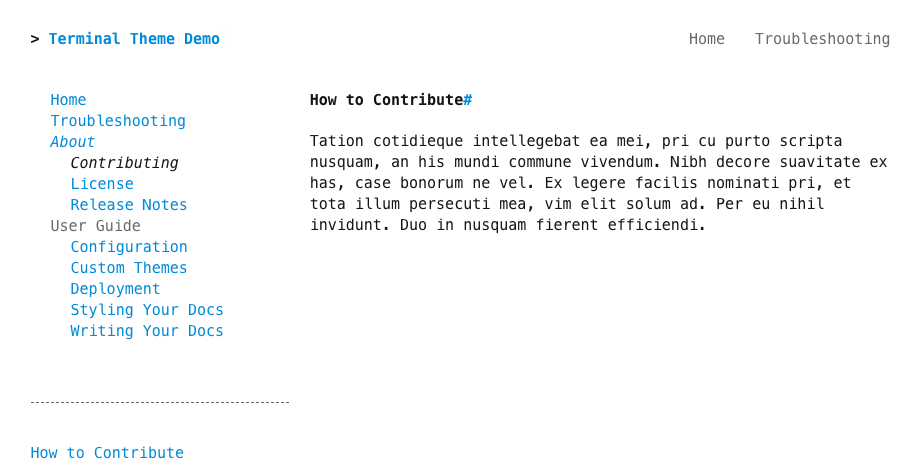 > Terminal Theme Demo
Home
Troubleshooting
Home
Troubleshooting
About
Contributing
License
Release Notes
User Guide
Configuration
Custom Themes
Deployment
Styling Your Docs
Writing Your Docs
How to Contribute
How to Contribute#
Tation cotidieque intellegebat ea mei, pri cu purto scripta
nusquam, an his mundi commune vivendum. Nibh decore suavitate ex
has, case bonorum ne vel. Ex legere facilis nominati pri, et
tota illum persecuti mea, vim elit solum ad. Per eu nihil
invidunt. Duo in nusquam fierent efficiendi.